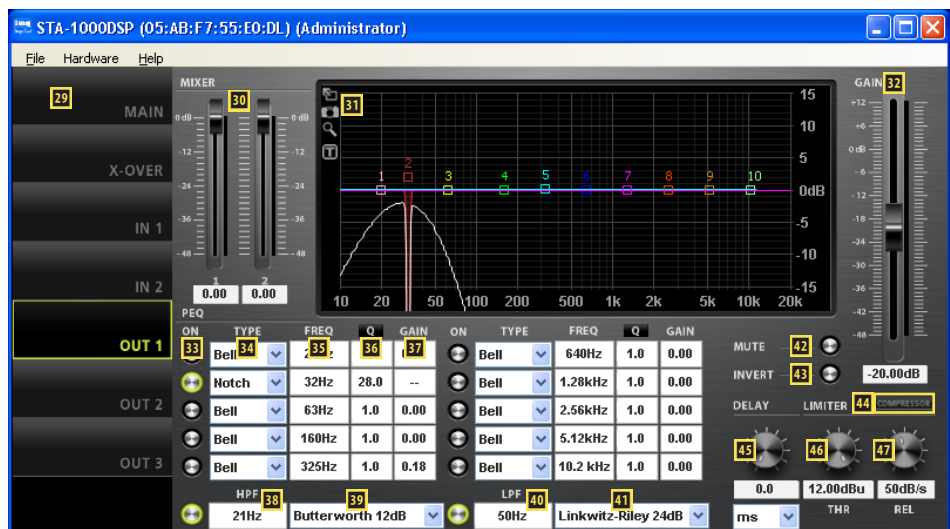 STA-1000DSP (05:AB:F7:55:E0:DL) (Administrator)
File Hardware Help
29
MAIN
X-OVER
IN 1
IN 2
OUT 1
OUT 2
OUT 3
MIXER
30
0 dB 0 dB
-12 -12
-24 -24
-36 -36
-48 -48
1 2
0.00 0.00
31
T
1 2 3 4 5 6 7 8 9 10
15
10
5
0dB
-5
-10
-15
10 20 50 100 200 500 1k 2k 5k 10k 20k
GAIN 32
+12
+6
0 dB
-6
-12
-18
-24
-30
-36
-42
-48
-20.00dB
PEQ
ON TYPE FREQ Q GAIN ON TYPE FREQ Q GAIN
33 34 35 36 37
Bell Bell 640Hz 1.0 0.00
Notch 32Hz 28.0 -- Bell 1.28kHz 1.0 0.00
Bell 63Hz 1.0 0.00 Bell 2.56kHz 1.0 0.00
Bell 160Hz 1.0 0.00 Bell 5.12kHz 1.0 0.00
Bell 325Hz 1.0 0.18 Bell 10.2 kHz 1.0 0.00
HPF 38 39 LPF 40 41
21Hz Butterworth 12dB 50Hz Linkwitz-Riley 24dB
MUTE 42
INVERT 43
DELAY LIMITER 44 COMPRESSOR
45 46 47
0.0 12.00dBu 50dB/s
ms THR REL